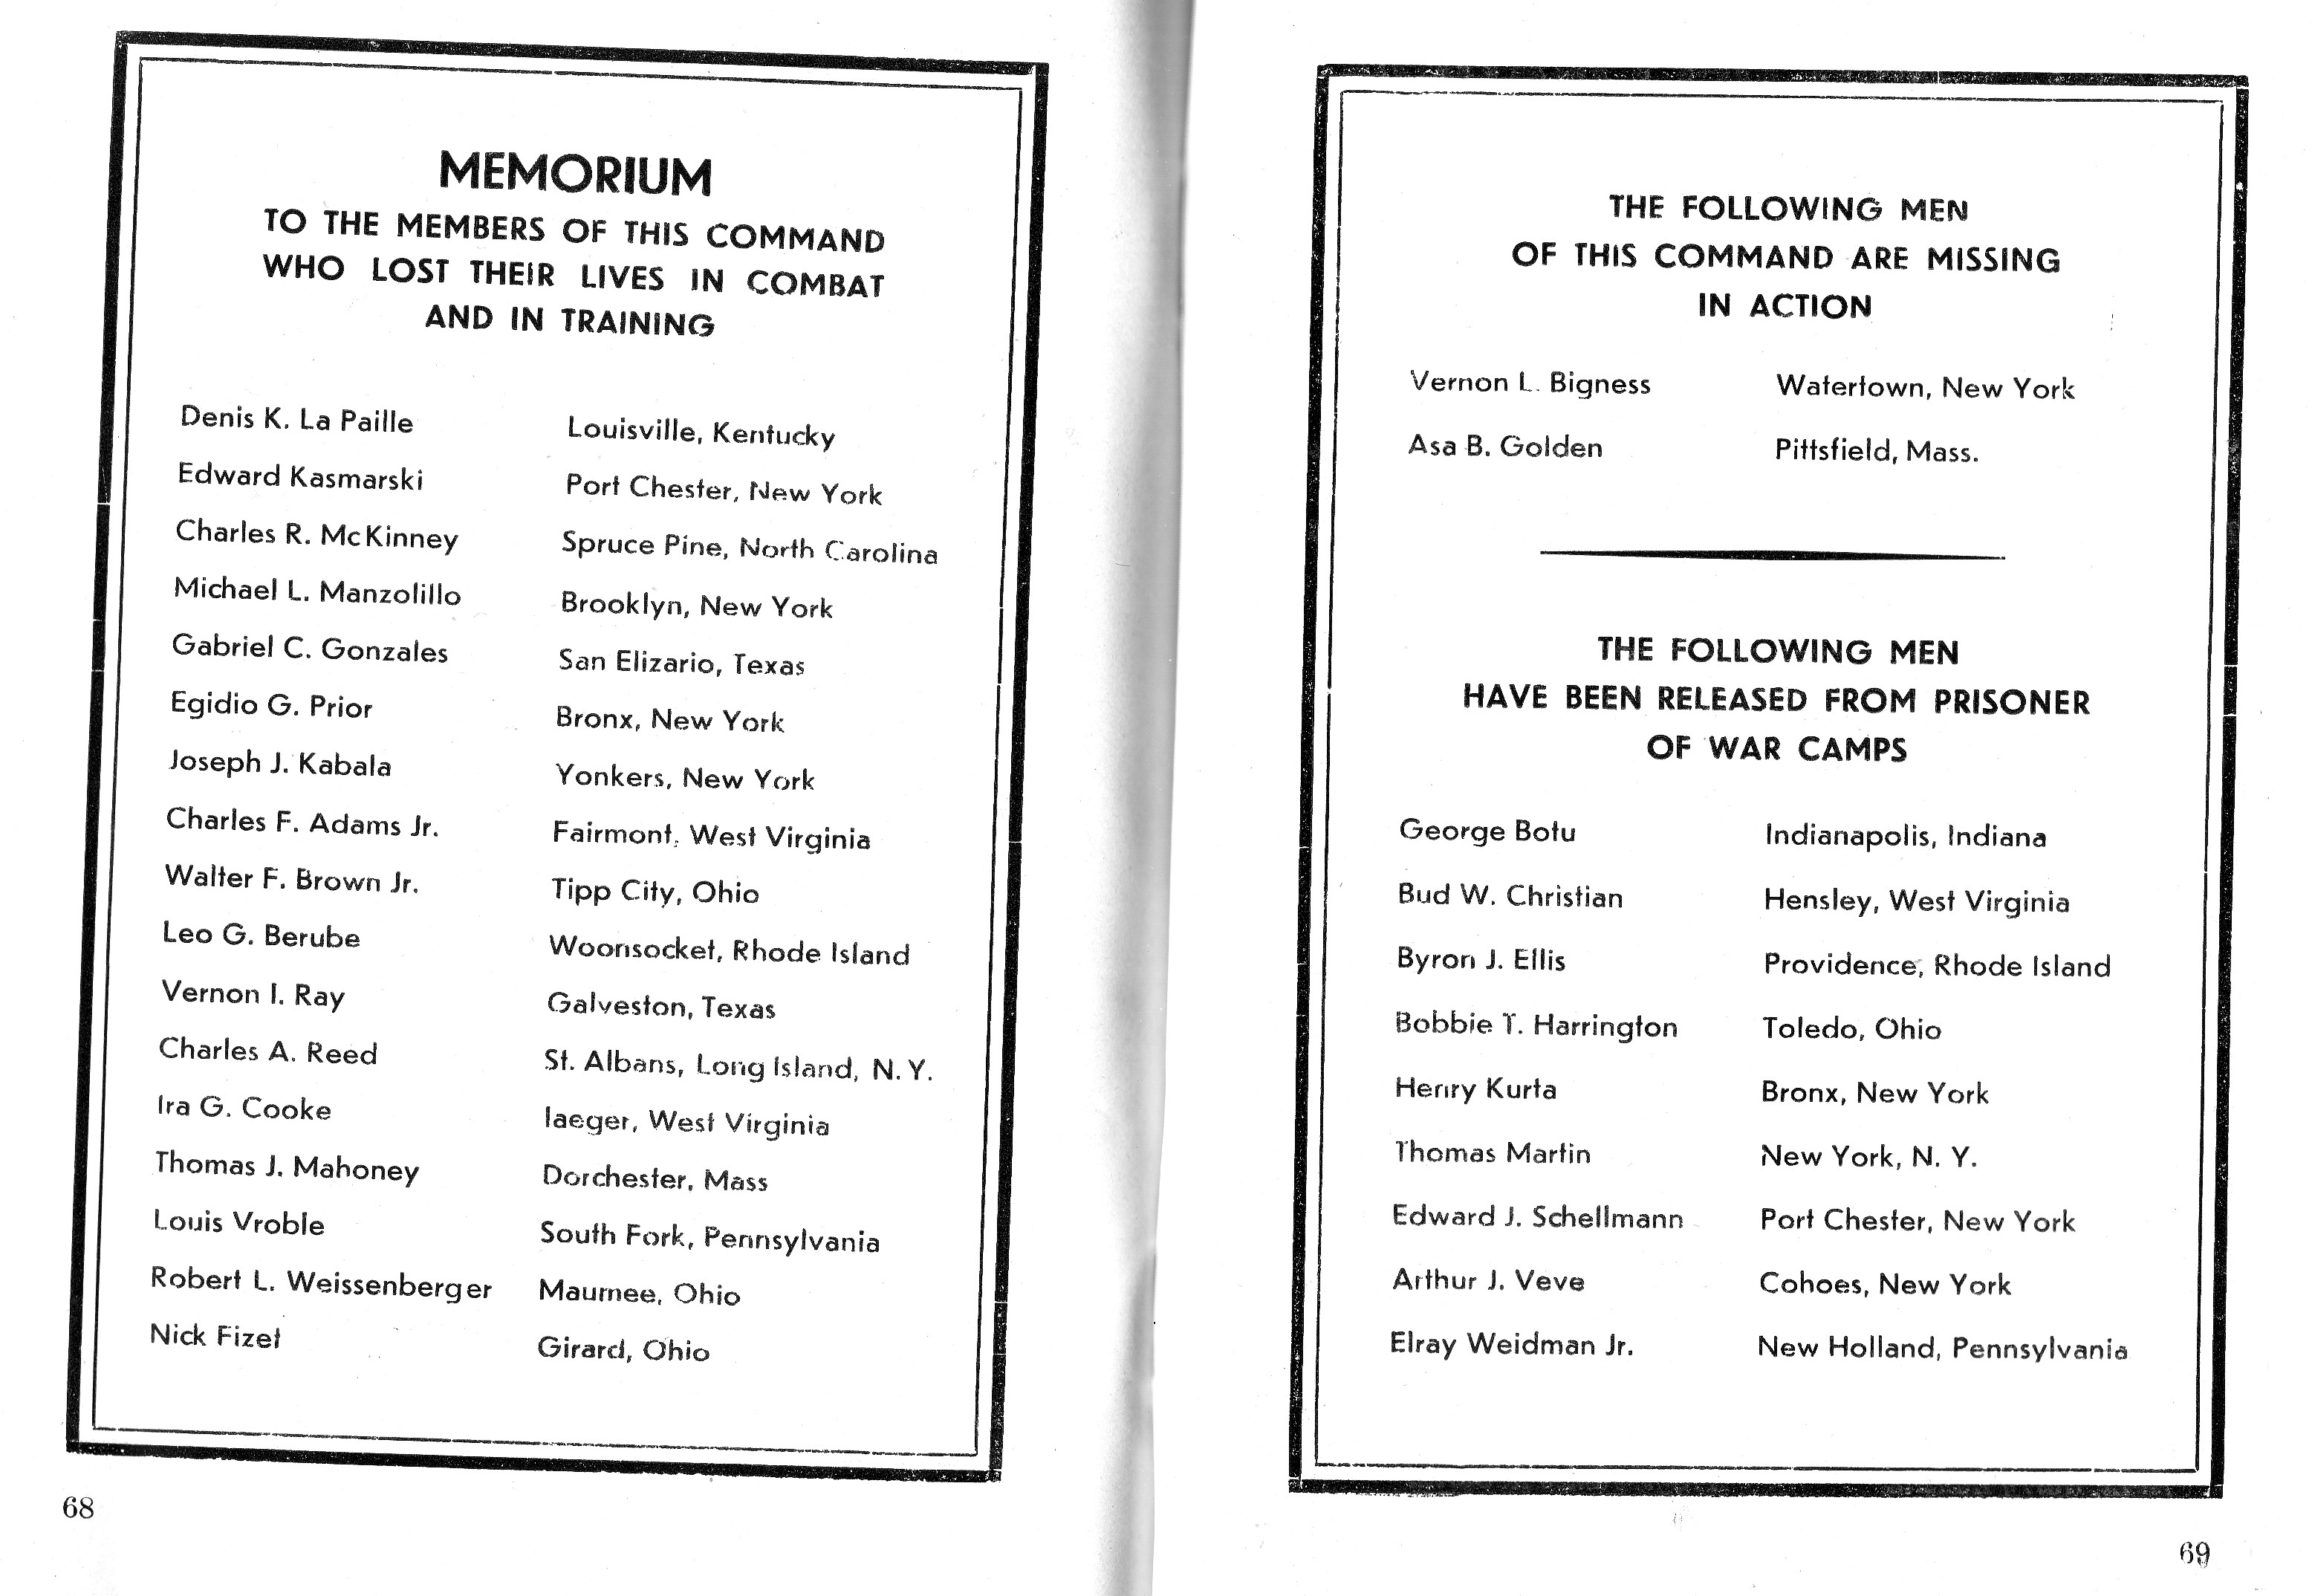 MEMORIUM
TO THE MEMBERS OF THIS COMMAND
WHO LOST THEIR LIVES IN COMBAT
AND IN TRAINING
Denis K. La Paille Louisville, Kentucky
Edward Kasmarski Port Chester, New York
Charles R. McKinney Spruce Pine, North Carolina
Michael L. Manzolillo Brooklyn, New York
Gabriel C. Gonzales San Elizario, Texas
Egidio G. Prior Bronx, New York
Joseph J. Kabala Yonkers, New York
Charles F. Adams Jr. Fairmont, West Virginia
Walter F. Brown Jr. Tipp City, Ohio
Leo G. Berube Woonsocket, Rhode Island
Vernon I. Ray Galveston, Texas
Charles A. Reed St. Albans, Long Island, N. Y.
Ira G. Cooke Iaeger, West Virginia
Thomas J. Mahoney Dorchester, Mass
Louis Vroble South Fork, Pennsylvania
Robert L. Weissenberger Maumee, Ohio
Nick Fizet Girard, Ohio
68
THE FOLLOWING MEN
OF THIS COMMAND ARE MISSING
IN ACTION
Vernon L. Bigness Watertown, New York
Asa B. Golden Pittsfield, Mass.
THE FOLLOWING MEN
HAVE BEEN RELEASED FROM PRISONER
OF WAR CAMPS
George Botu Indianapolis, Indiana
Bud W. Christian Hensley, West Virginia
Byron J. Ellis Providence, Rhode Island
Bobbie T. Harrington Toledo, Ohio
Henry Kurta Bronx, New York
Thomas Martin New York, N. Y.
Edward J. Schellmann Port Chester, New York
Arthur J. Veve Cohoes, New York
Elray Weidman Jr. New Holland, Pennsylvania
69